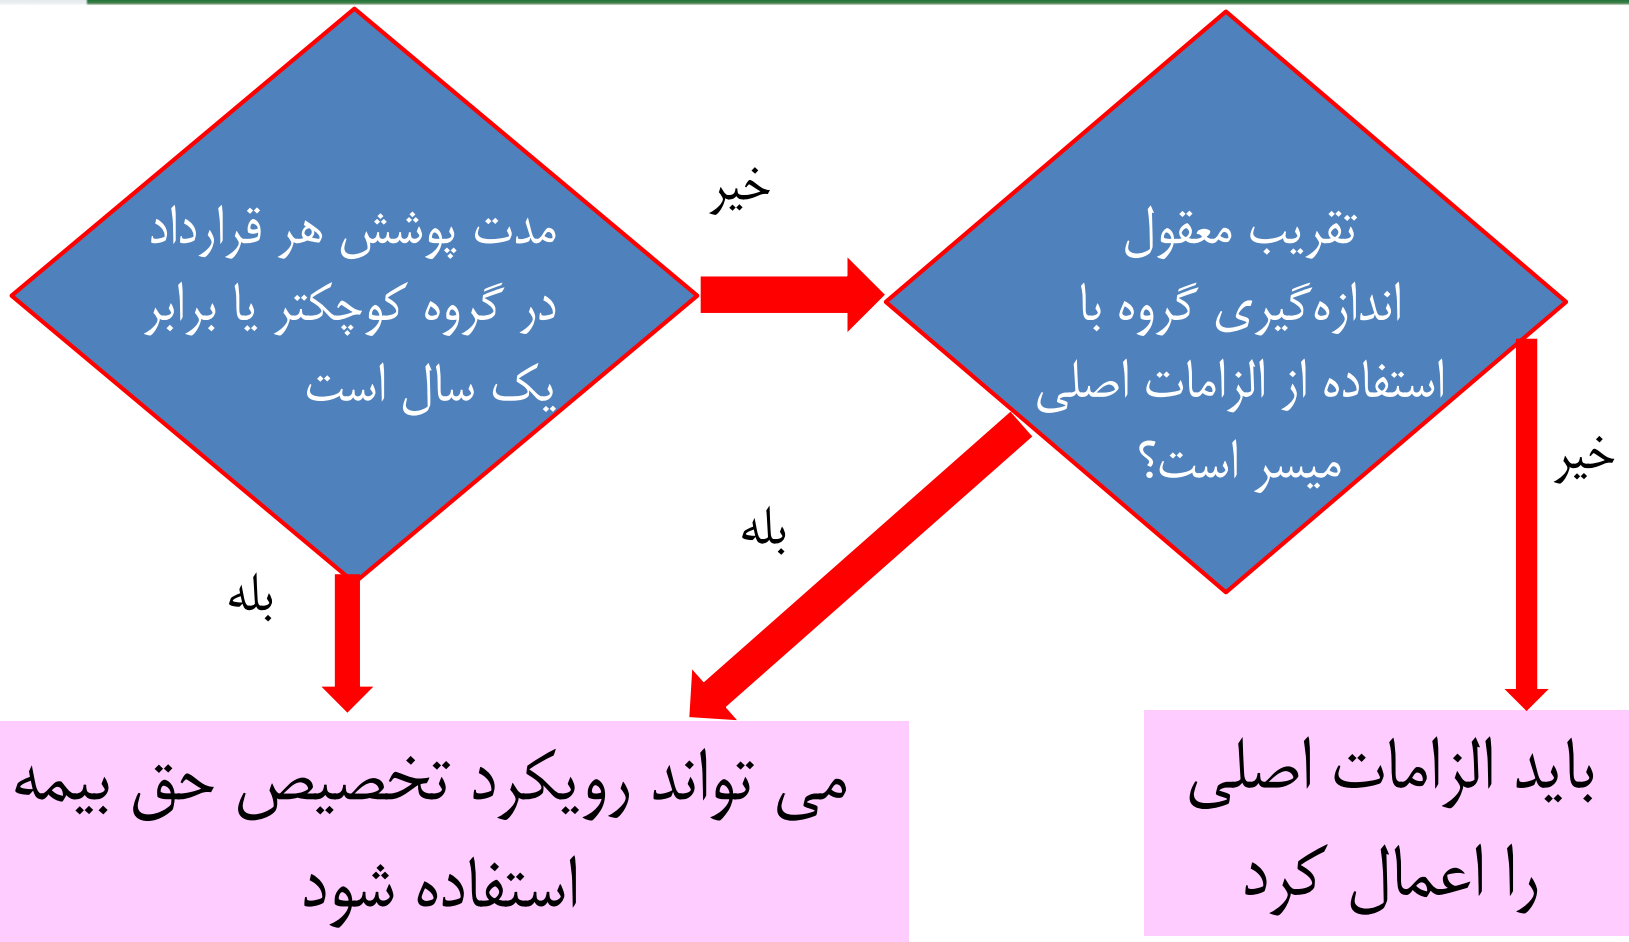 مدت پوشش هر قرارداد
در گروه کوچکتر یا برابر
یک سال است
خیر
تقریب معقول
اندازه‌گیری گروه با
استفاده از الزامات اصلی
میسر است؟
خیر
بله
بله
می تواند رویکرد تخصیص حق بیمه
استفاده شود
باید الزامات اصلی
را اعمال کرد